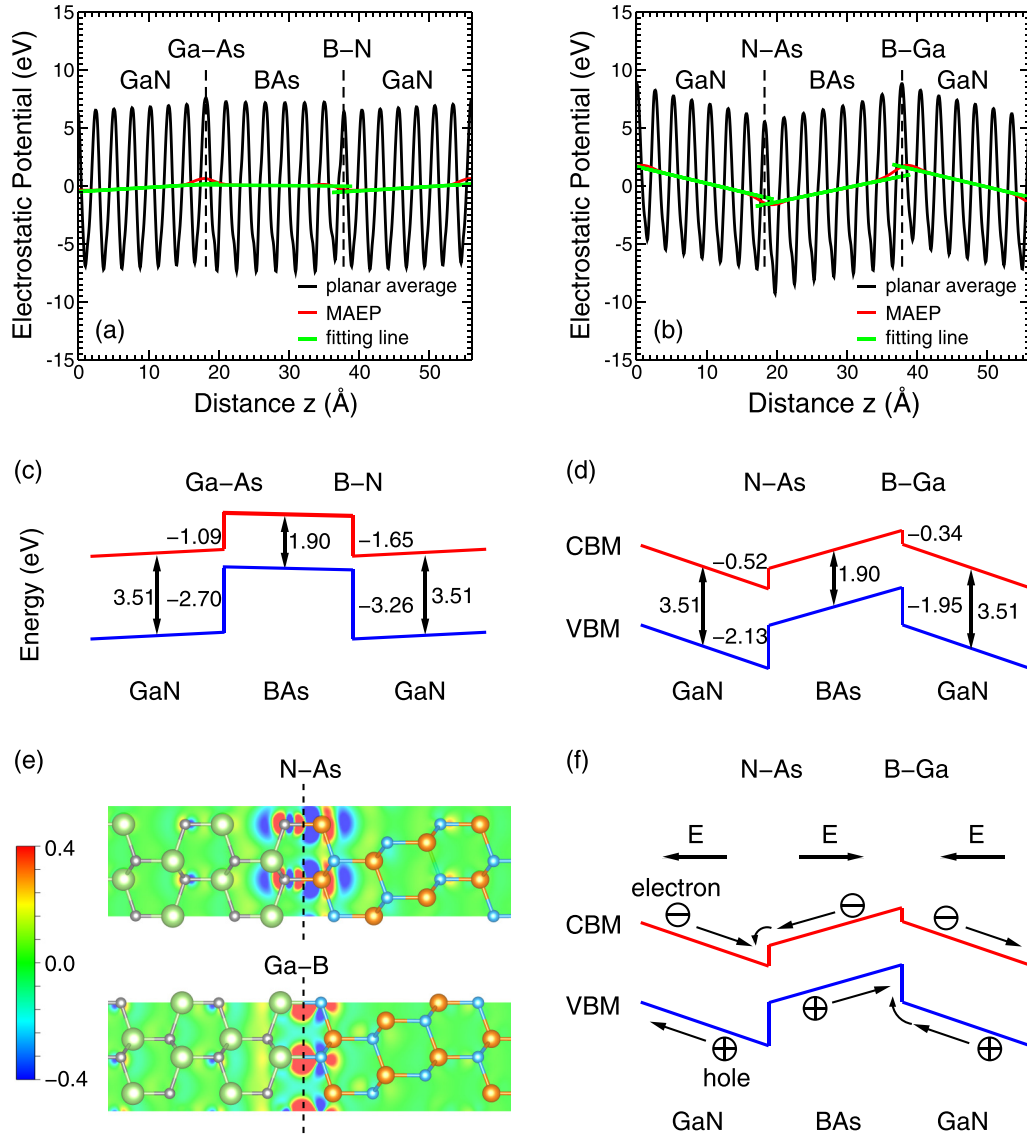 Electrostatic Potential (eV)
15
10
5
0
-5
-10
-15
Ga−As
B−N
GaN
BAs
GaN
planar average
MAEP
fitting line
(a)
0
10
20
30
40
50
Distance z (Å)
Electrostatic Potential (eV)
15
10
5
0
-5
-10
-15
N−As
B−Ga
GaN
BAs
GaN
planar average
MAEP
fitting line
(b)
0
10
20
30
40
50
Distance z (Å)
(c)
Ga−As
B−N
Energy (eV)
−1.09
1.90
−1.65
3.51
−2.70
−3.26
3.51
GaN
BAs
GaN
(d)
N−As
B−Ga
CBM
−0.52
−0.34
1.90
3.51
VBM
−2.13
−1.95
3.51
GaN
BAs
GaN
(e)
N−As
0.4
0.0
−0.4
Ga−B
(f)
N−As
B−Ga
E
E
E
electron
CBM
VBM
hole
GaN
BAs
GaN